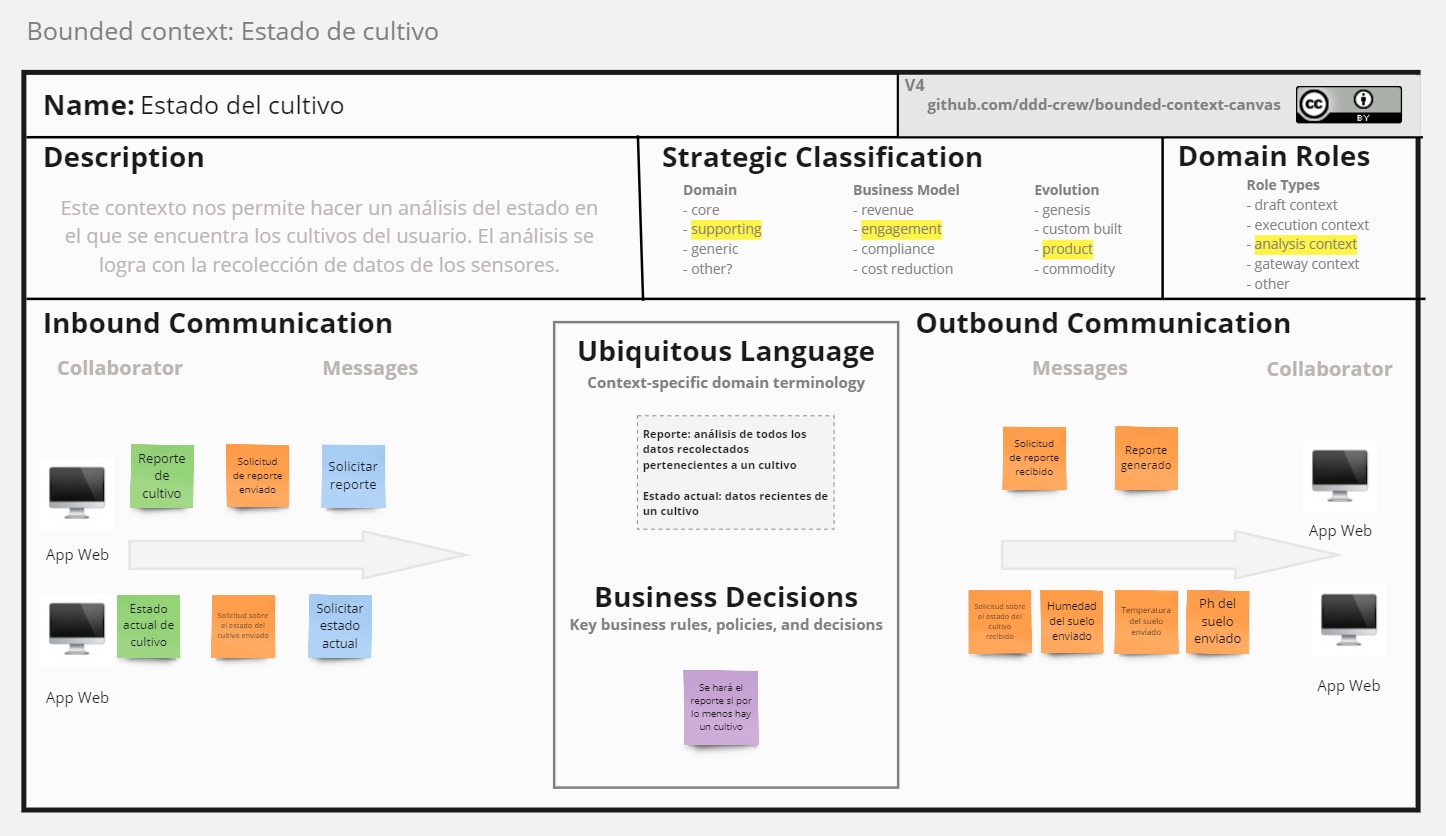 Bounded context: Estado de cultivo
Name: Estado del cultivo
V4
github.com/ddd-crew/bounded-context-canvas
cc
BY
Description
Este contexto nos permite hacer un análisis del estado en
el que se encuentra los cultivos del usuario. El análisis se
logra con la recolección de datos de los sensores.
Strategic Classification
Domain
- core
- supporting
- generic
- other?
Business Model
- revenue
- engagement
- compliance
- cost reduction
Evolution
- genesis
- custom built
- product
- commodity
Domain Roles
Role Types
- draft context
- execution context
- analysis context
- gateway context
- other
Inbound Communication
Collaborator
Messages
Reporte
de
cultivo
Solicitud
de reporte
enviado
Solicitar
reporte
App Web
Estado
actual de
cultivo
Solicitud sobre
el estado del
cultivo enviado
Solicitar
estado
actual
App Web
Ubiquitous Language
Context-specific domain terminology
Reporte: análisis de todos los
datos recolectados
pertenecientes a un cultivo
Estado actual: datos recientes de
un cultivo
Business Decisions
Key business rules, policies, and decisions
Se hará el
reporte si por
lo menos hay
un cultivo
Outbound Communication
Messages
Collaborator
Solicitud
de reporte
recibido
Reporte
generado
App Web
Solicitud sobre
el estado del
cultivo
recibido
Humedad
del suelo
enviado
Temperatura
del suelo
enviado
Ph del
suelo
enviado
App Web